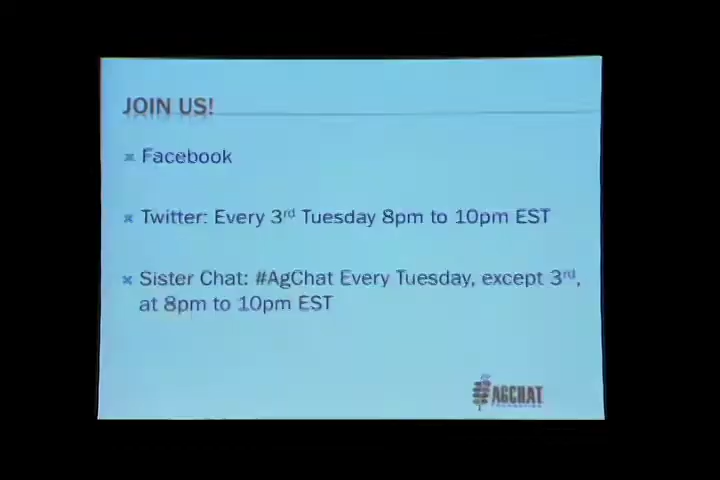 JOIN US!
Facebook
Twitter: Every 3rd Tuesday 8pm to 10pm EST
Sister Chat: #AgChat Every Tuesday, except 3rd,
at 8pm to 10pm EST
AGCHAT
FOUNDATION